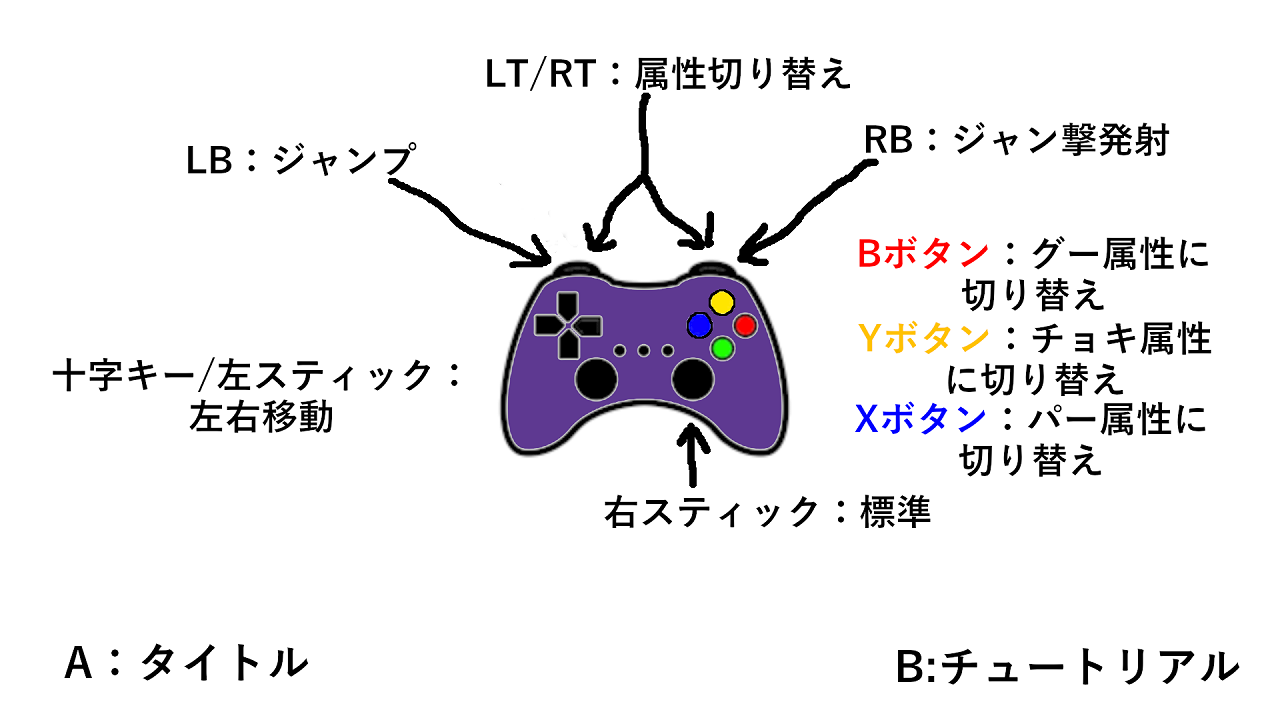 LT/RT：属性切り替え
LB：ジャンプ
RB：ジャン撃発射
Bボタン：グー属性に
切り替え
Yボタン：チョキ属性
に切り替え
Xボタン：パー属性に
切り替え
十字キー/左スティック：
左右移動
右スティック：標準
A：タイトル
B:チュートリアル